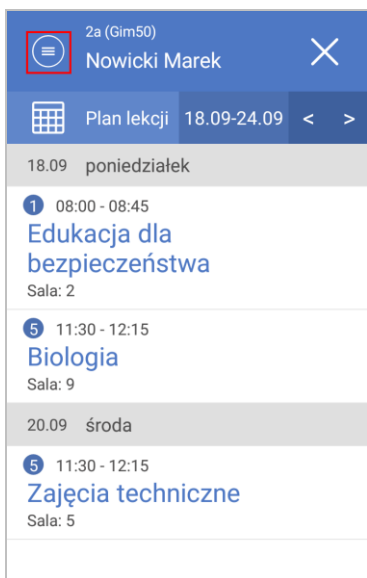 2a (Gim50)
Nowicki Marek
Plan lekcji 18.09-24.09 < >
18.09 poniedziałek
1 08:00 - 08:45
Edukacja dla
bezpieczeństwa
Sala: 2
5 11:30 - 12:15
Biologia
Sala: 9
20.09 środa
5 11:30 - 12:15
Zajęcia techniczne
Sala: 5